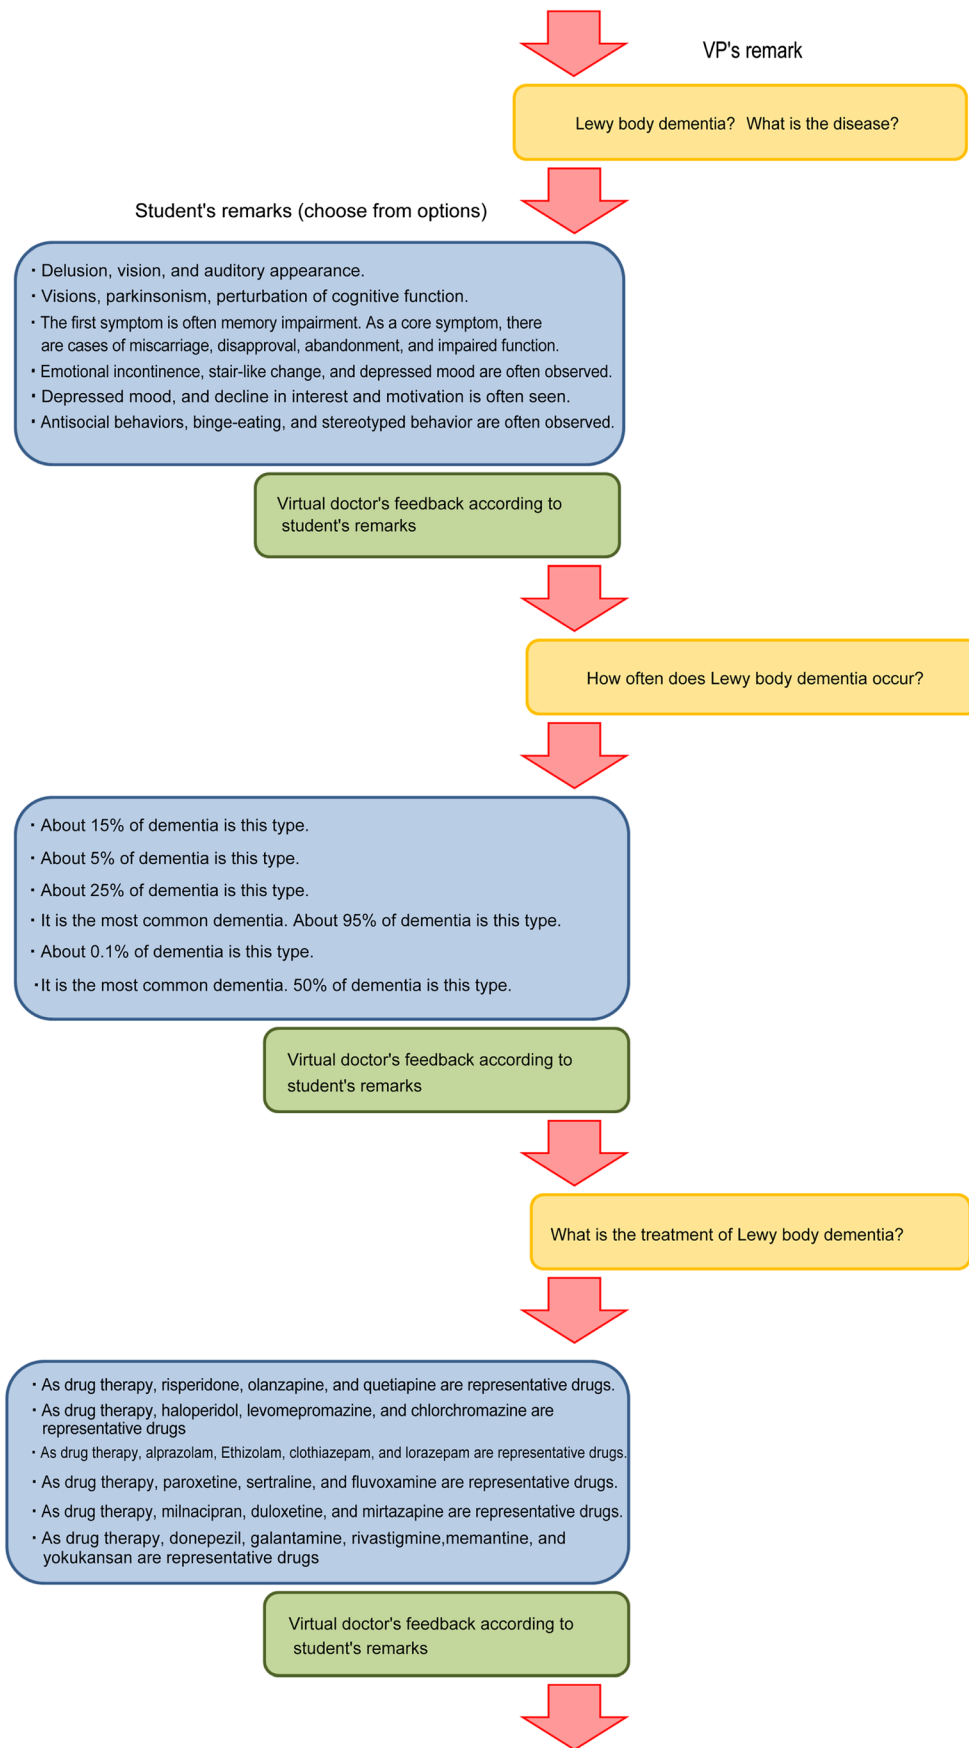 VP's remark
Lewy body dementia? What is the disease?
Student's remarks (choose from options)
・Delusion, vision, and auditory appearance.
・Visions, parkinsonism, perturbation of cognitive function.
・The first symptom is often memory impairment. As a core symptom, there
are cases of miscarriage, disapproval, abandonment, and impaired function.
・Emotional incontinence, stair-like change, and depressed mood are often observed.
・Depressed mood, and decline in interest and motivation is often seen.
・Antisocial behaviors, binge-eating, and stereotyped behavior are often observed.
Virtual doctor's feedback according to
student's remarks
How often does Lewy body dementia occur?
・About 15% of dementia is this type.
・About 5% of dementia is this type.
・About 25% of dementia is this type.
・It is the most common dementia. About 95% of dementia is this type.
・About 0.1% of dementia is this type.
・It is the most common dementia. 50% of dementia is this type.
Virtual doctor's feedback according to
student's remarks
What is the treatment of Lewy body dementia?
・As drug therapy, risperidone, olanzapine, and quetiapine are representative drugs.
・As drug therapy, haloperidol, levomepromazine, and chlorchromazine are
representative drugs
・As drug therapy, alprazolam, Ethizolam, clothiazepam, and lorazepam are representative drugs.
・As drug therapy, paroxetine, sertraline, and fluvoxamine are representative drugs.
・As drug therapy, milnacipran, duloxetine, and mirtazapine are representative drugs.
・As drug therapy, donepezil, galantamine, rivastigmine,memantine, and
yokukansan are representative drugs
Virtual doctor's feedback according to
student's remarks